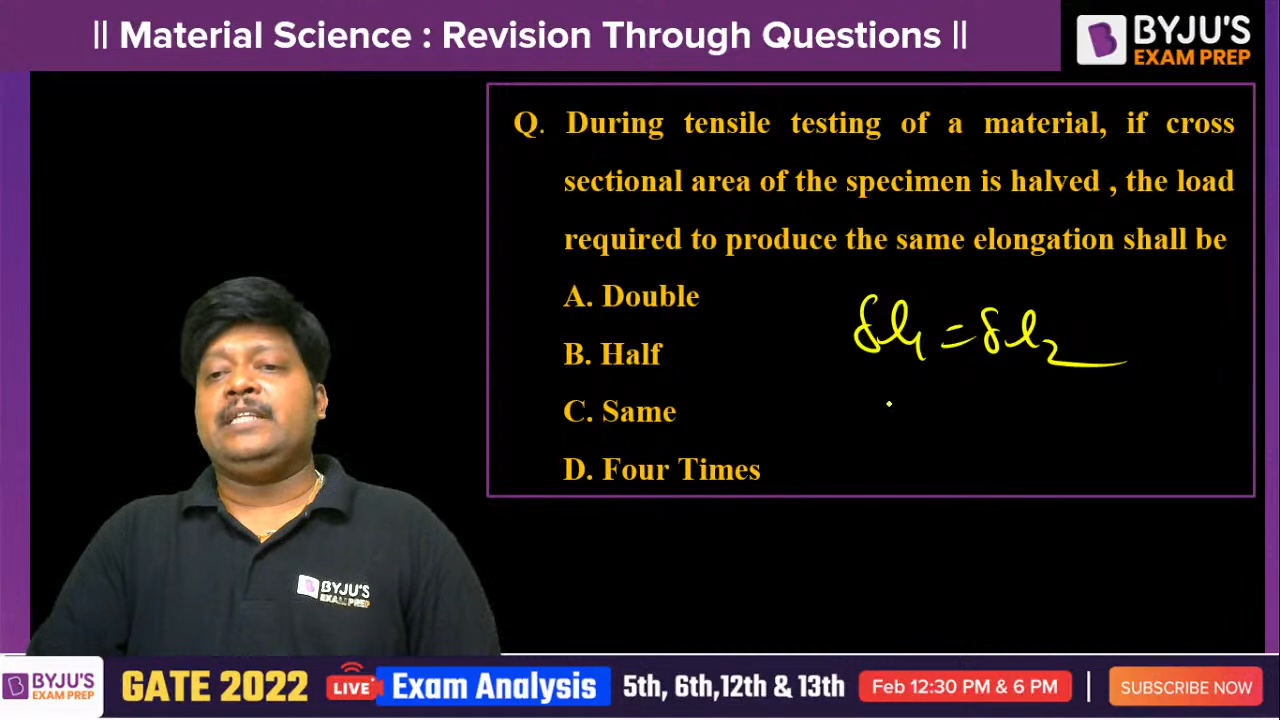 || Material Science : Revision Through Questions ||
BYJU'S
EXAM PREP
Q. During tensile testing of a material, if cross
sectional area of the specimen is halved , the load
required to produce the same elongation shall be
A. Double
B. Half
C. Same
D. Four Times
δl₁ = δl₂
BYJU'S
EXAM PREP
BYJU'S
EXAM PREP
GATE 2022
LIVE
Exam Analysis
5th, 6th,12th & 13th
Feb 12:30 PM & 6 PM
SUBSCRIBE NOW